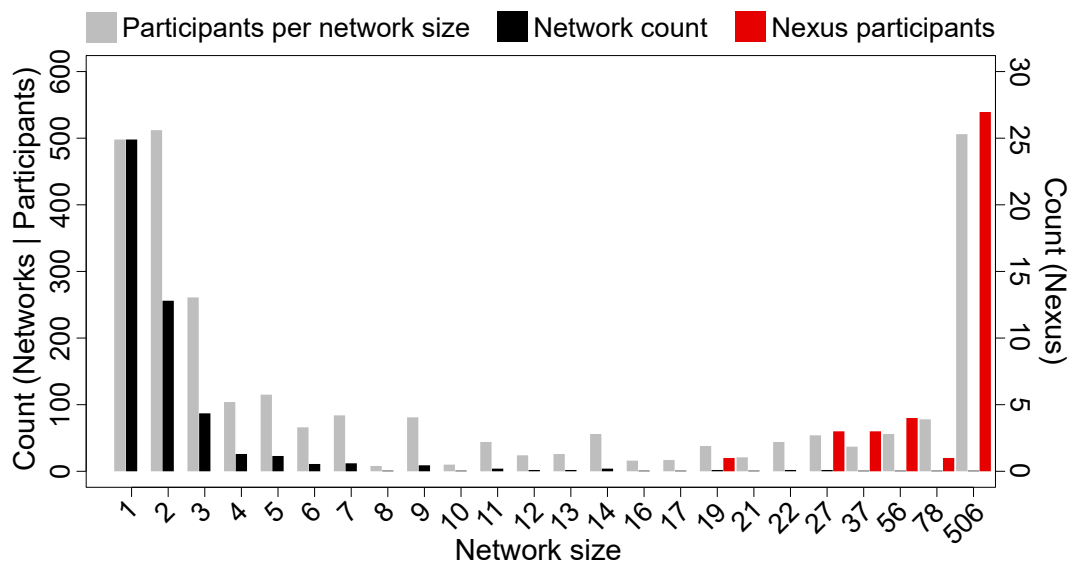 Participants per network size Network count Nexus participants
Count (Networks | Participants)
600
500
400
300
200
100
0
30
25
20
15
10
5
0
Count (Nexus)
1 2 3 4 5 6 7 8 9 10 11 12 13 14 16 17 19 21 22 27 37 56 78 506
Network size